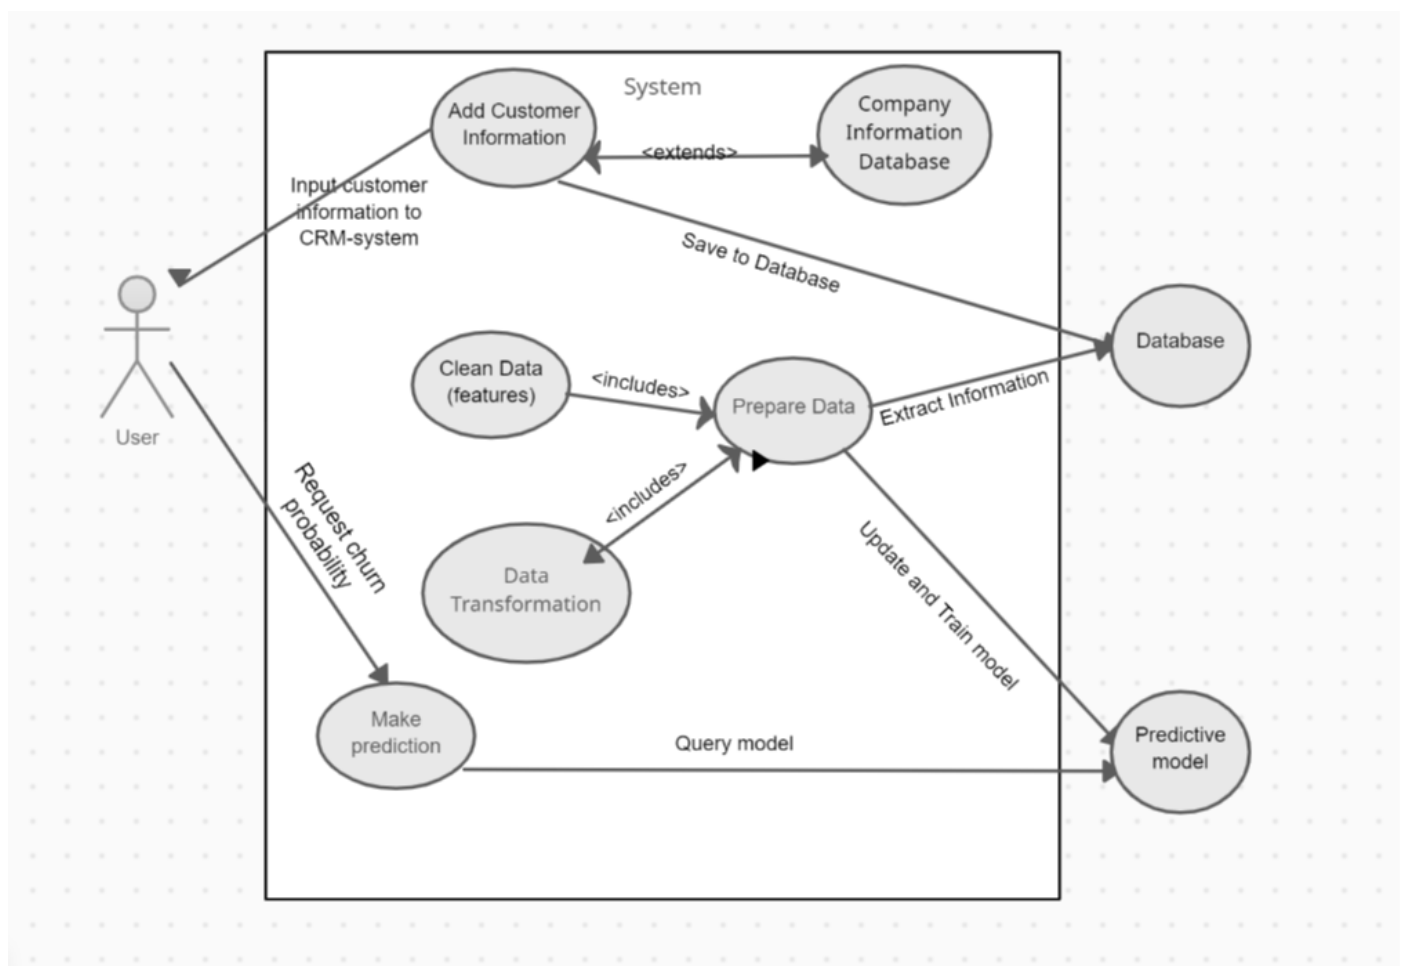 System
Add Customer
Information
Company
Information
Database
<extends>
Input customer
information to
CRM-system
Save to Database
Database
Clean Data
(features)
<includes>
Prepare Data
Extract Information
User
<includes>
Request churn
probability
Data
Transformation
Update and Train model
Make
prediction
Query model
Predictive
model